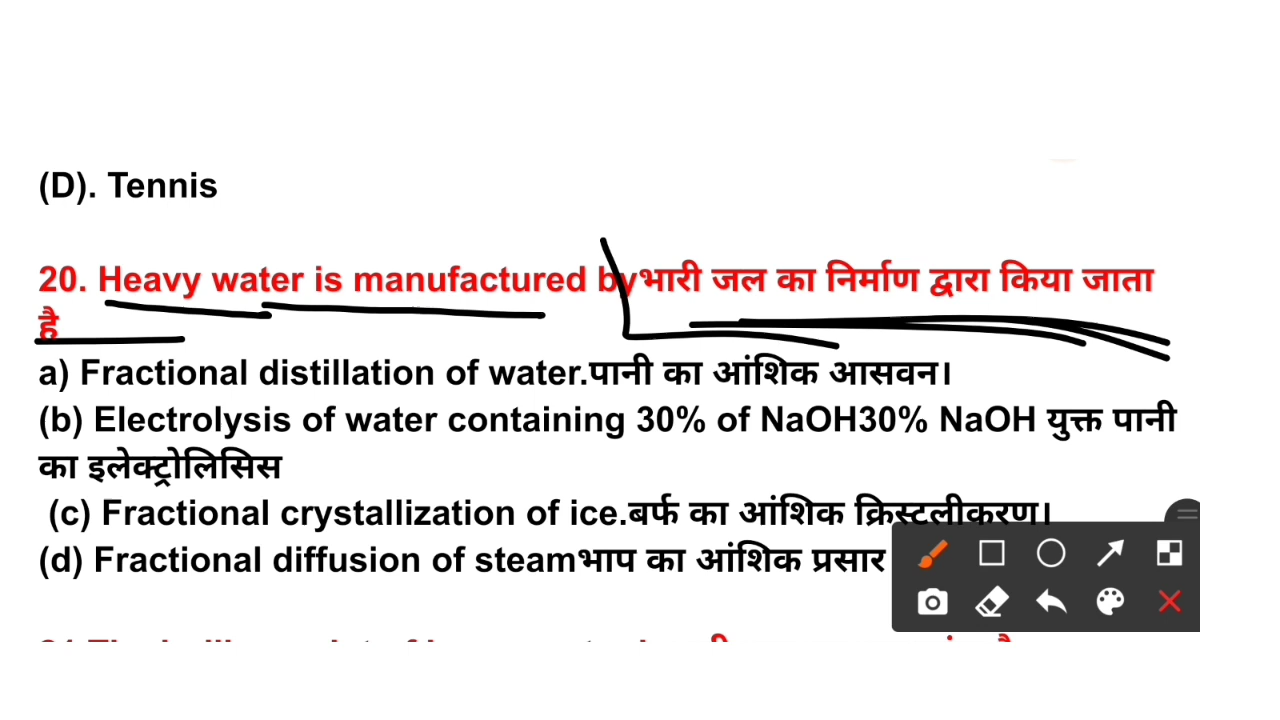 (D). Tennis
20. Heavy water is manufactured byभारी जल का निर्माण द्वारा किया जाता
है
a) Fractional distillation of water.पानी का आंशिक आसवन।
(b) Electrolysis of water containing 30% of NaOH30% NaOH युक्त पानी
का इलेक्ट्रोलिसिस
(c) Fractional crystallization of ice.बर्फ का आंशिक क्रिस्टलीकरण।
(d) Fractional diffusion of steamभाप का आंशिक प्रसार